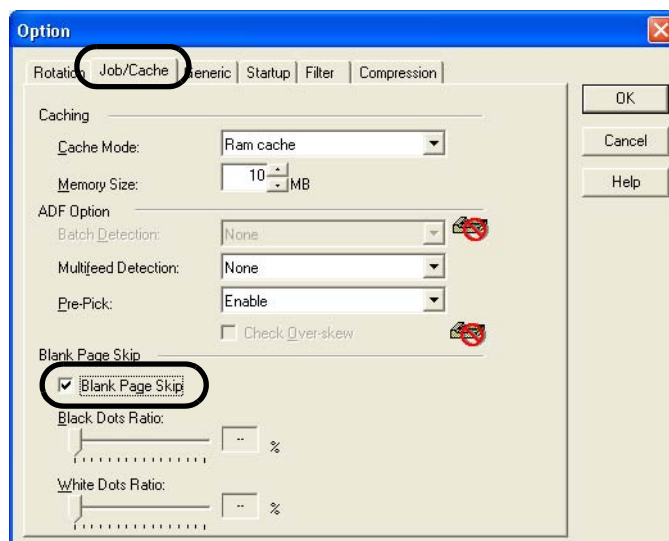 Option
Rotation Job/Cache Generic Startup Filter Compression
OK
Caching
Cache Mode: Ram cache
Cancel
Memory Size: 10 MB
Help
ADF Option
Batch Detection: None
Multifeed Detection: None
Pre-Pick: Enable
Check Over-skew
Blank Page Skip
Blank Page Skip
Black Dots Ratio:
-- %
White Dots Ratio:
-- %